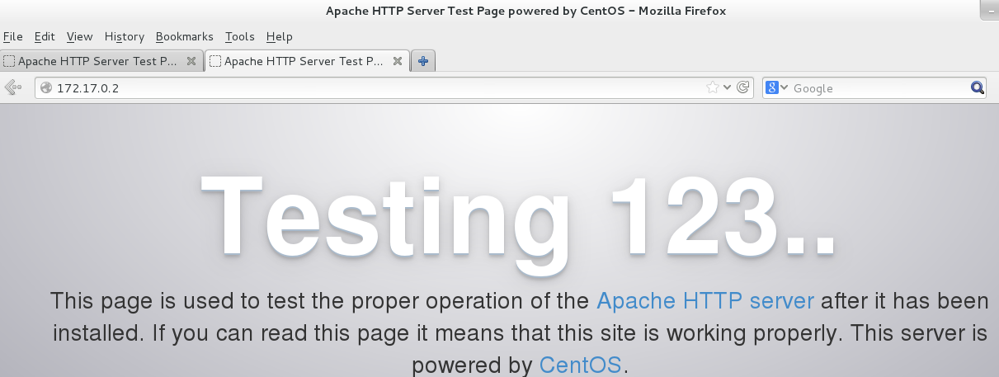 Apache HTTP Server Test Page powered by CentOS - Mozilla Firefox
File Edit View History Bookmarks Tools Help
Apache HTTP Server Test P... Apache HTTP Server Test P...
172.17.0.2 8 Google
Testing 123..
This page is used to test the proper operation of the Apache HTTP server after it has been
installed. If you can read this page it means that this site is working properly. This server is
powered by CentOS.